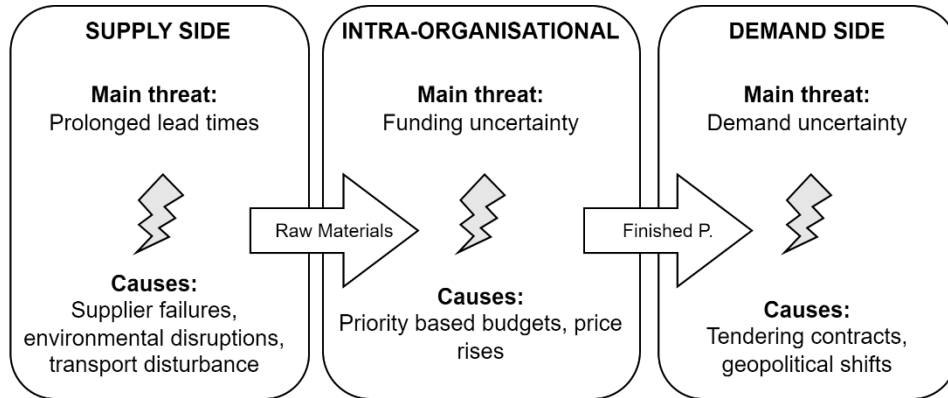 SUPPLY SIDE
Main threat:
Prolonged lead times
Causes:
Supplier failures,
environmental disruptions,
transport disturbance
Raw Materials
INTRA-ORGANISATIONAL
Main threat:
Funding uncertainty
Causes:
Priority based budgets, price
rises
Finished P.
DEMAND SIDE
Main threat:
Demand uncertainty
Causes:
Tendering contracts,
geopolitical shifts